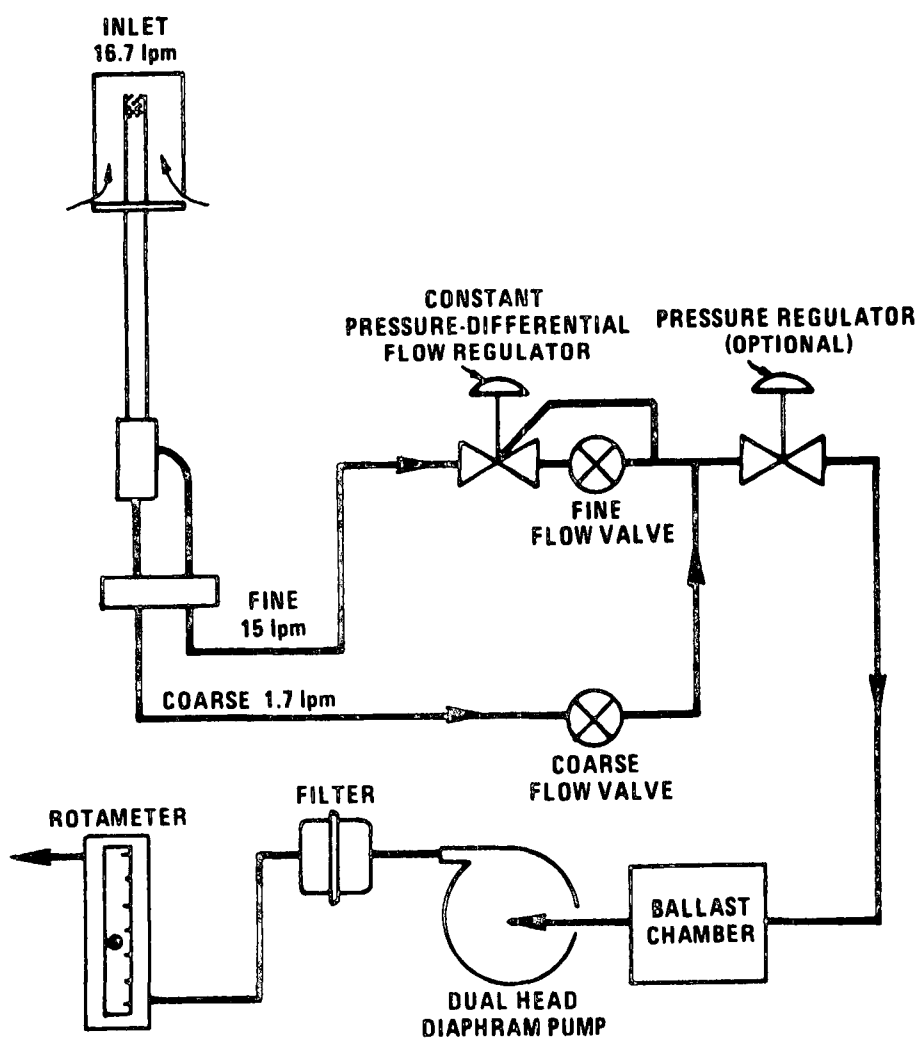 INLET
16.7 lpm
CONSTANT
PRESSURE-DIFFERENTIAL
FLOW REGULATOR
PRESSURE REGULATOR
(OPTIONAL)
FINE
FLOW VALVE
FINE
15 lpm
COARSE 1.7 lpm
COARSE
FLOW VALVE
FILTER
ROTAMETER
BALLAST
CHAMBER
DUAL HEAD
DIAPHRAM PUMP